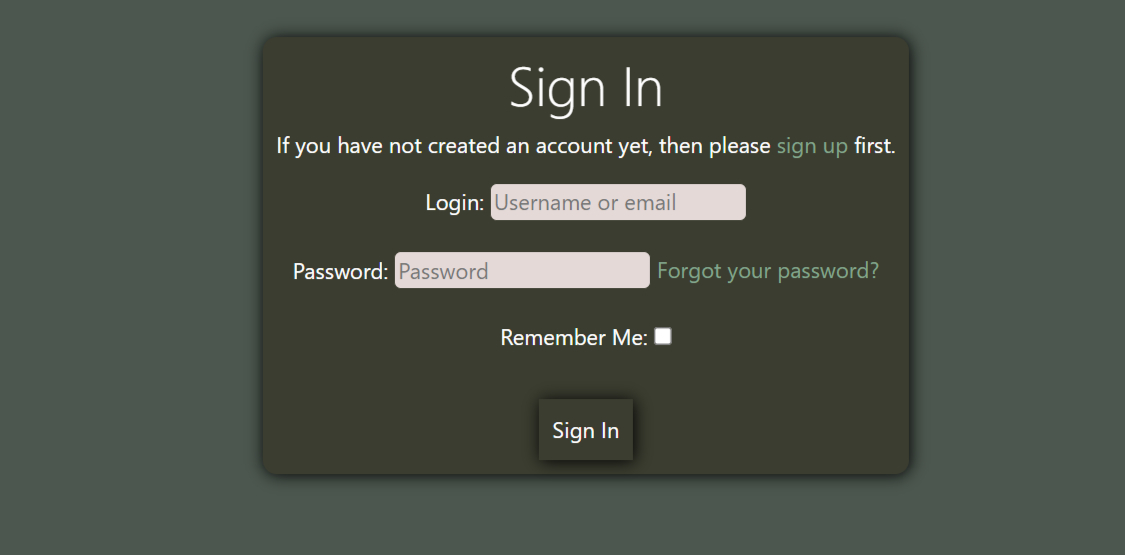 Sign In
If you have not created an account yet, then please sign up first.
Login: Username or email
Password: Password Forgot your password?
Remember Me:
Sign In